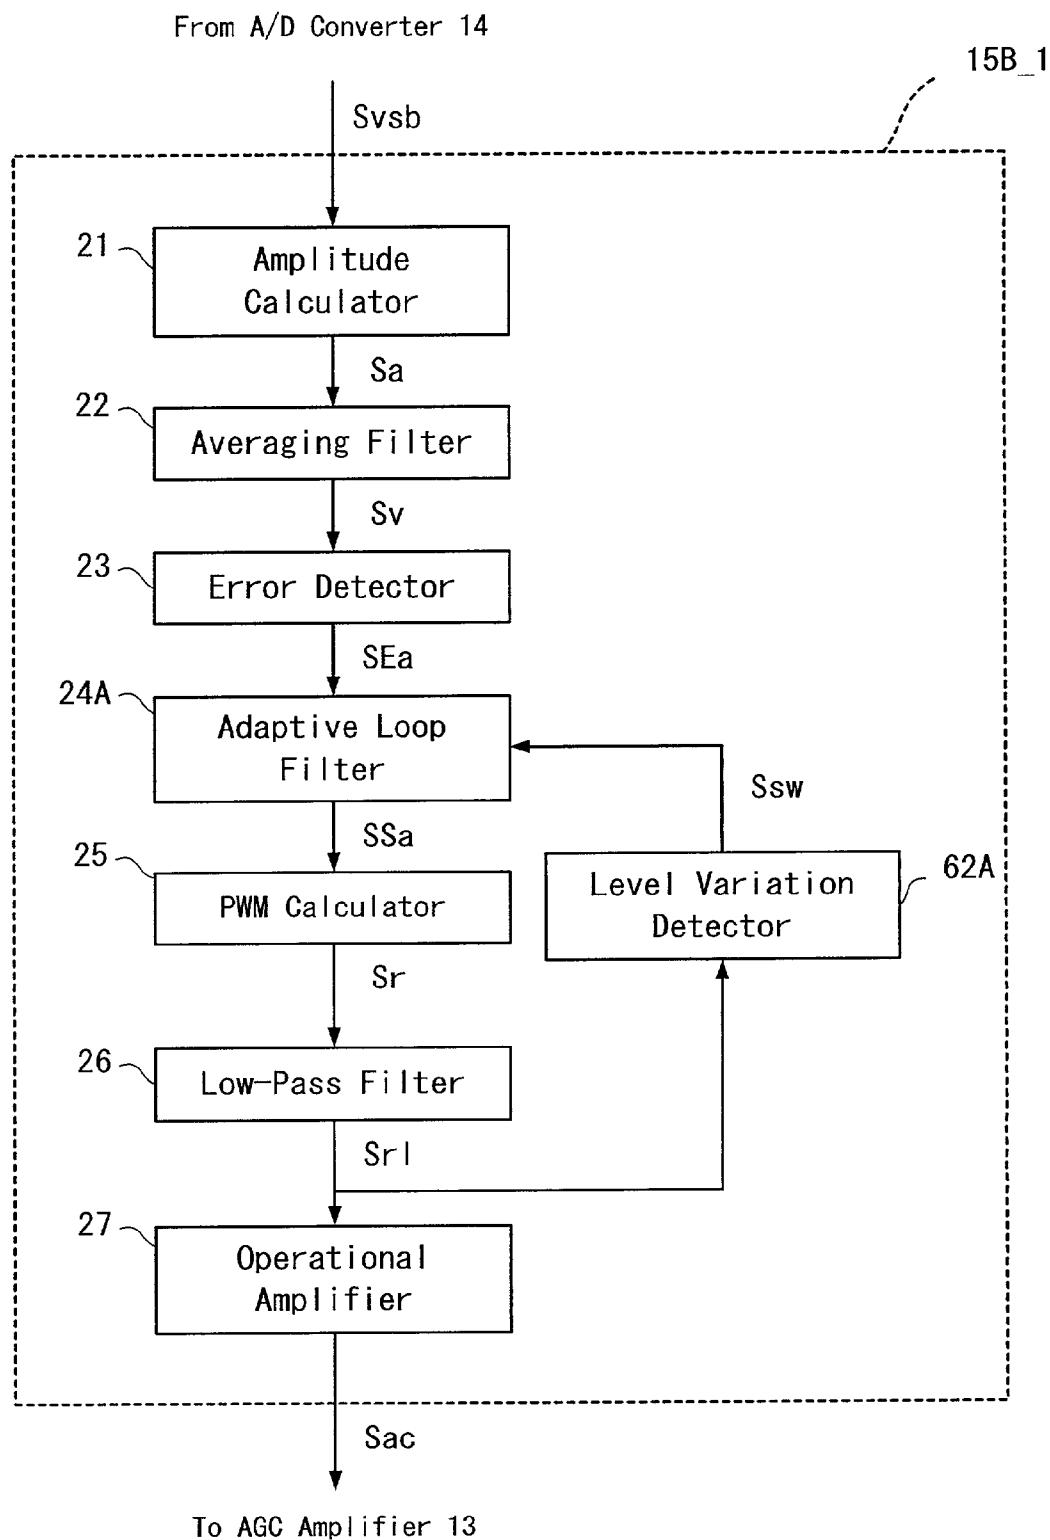 From A/D Converter 14
15B_1
Svsb
21
Amplitude
Calculator
Sa
22
Averaging Filter
Sv
23
Error Detector
SEa
24A
Adaptive Loop
Filter
Ssw
SSa
25
PWM Calculator
Level Variation
Detector
62A
Sr
26
Low-Pass Filter
Srl
27
Operational
Amplifier
Sac
To AGC Amplifier 13